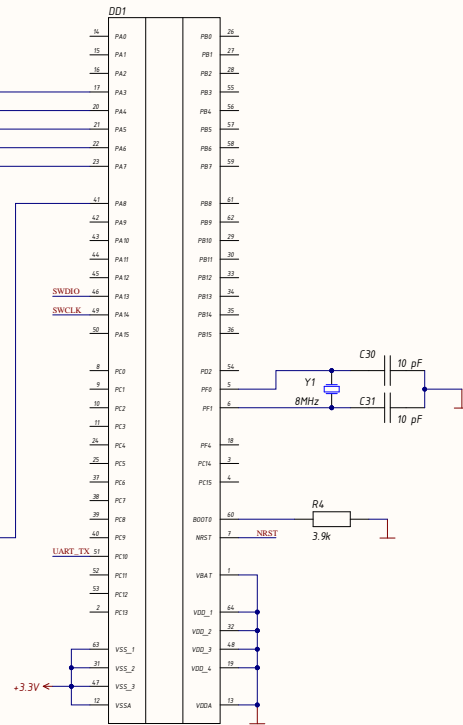 DD1
14 PA0 PB0 26
15 PA1 PB1 27
16 PA2 PB2 28
17 PA3 PB3 55
20 PA4 PB4 56
21 PA5 PB5 57
22 PA6 PB6 58
23 PA7 PB7 59
41 PA8 PB8 61
42 PA9 PB9 62
43 PA10 PB10 29
44 PA11 PB11 30
45 PA12 PB12 33
SWDIO 46 PA13 PB13 34
SWCLK 49 PA14 PB14 35
50 PA15 PB15 36
C30
8 PC0 PD2 54 10 pF
9 PC1 PF0 5 Y1
10 PC2 PF1 6 8MHz C31
11 PC3 10 pF
24 PC4 PF4 18
25 PC5 PC14 3
37 PC6 PC15 4
38 PC7 R4
39 PC8 BOOT0 60
40 PC9 NRST 7 NRST 3.9k
UART_TX 51 PC10
52 PC11 VBAT 1
53 PC12
2 PC13 VDD_1 64
VDD_2 32
63 VSS_1 VDD_3 48
31 VSS_2 VDD_4 19
+3.3V 47 VSS_3
12 VSSA VDDA 13